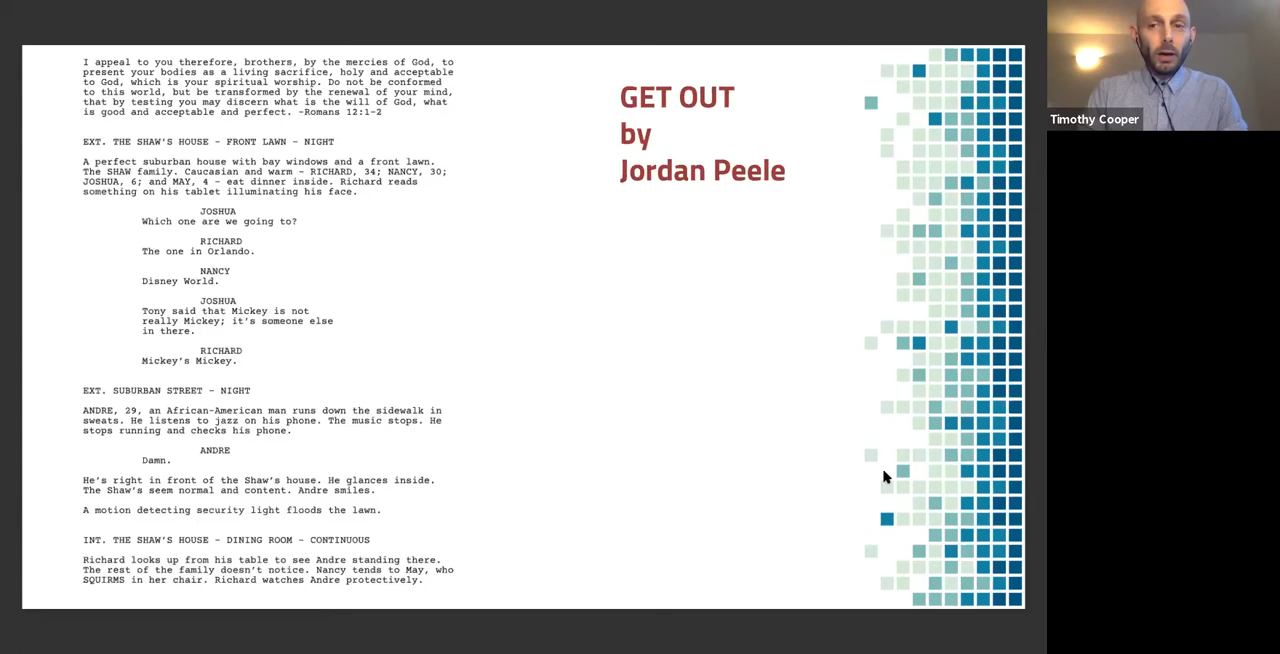 I appeal to you therefore, brothers, by the mercies of God, to
present your bodies as a living sacrifice, holy and acceptable
to God, which is your spiritual worship. Do not be conformed
to this world, but be transformed by the renewal of your mind,
that by testing you may discern what is the will of God, what
is good and acceptable and perfect. -Romans 12:1-2
EXT. THE SHAW'S HOUSE - FRONT LAWN - NIGHT
A perfect suburban house with bay windows and a front lawn.
The SHAW family. Caucasian and warm - RICHARD, 34; NANCY, 30;
JOSHUA, 6; and MAY, 4 - eat dinner inside. Richard reads
something on his tablet illuminating his face.
JOSHUA
Which one are we going to?
RICHARD
The one in Orlando.
NANCY
Disney World.
JOSHUA
Tony said that Mickey is not
really Mickey; it's someone else
in there.
RICHARD
Mickey's Mickey.
EXT. SUBURBAN STREET - NIGHT
ANDRE, 29, an African-American man runs down the sidewalk in
sweats. He listens to jazz on his phone. The music stops. He
stops running and checks his phone.
ANDRE
Damn.
He's right in front of the Shaw's house. He glances inside.
The Shaw's seem normal and content. Andre smiles.
A motion detecting security light floods the lawn.
INT. THE SHAW'S HOUSE - DINING ROOM - CONTINUOUS
Richard looks up from his table to see Andre standing there.
The rest of the family doesn't notice. Nancy tends to May, who
SQUIRMS in her chair. Richard watches Andre protectively.
GET OUT
by
Jordan Peele
Timothy Cooper